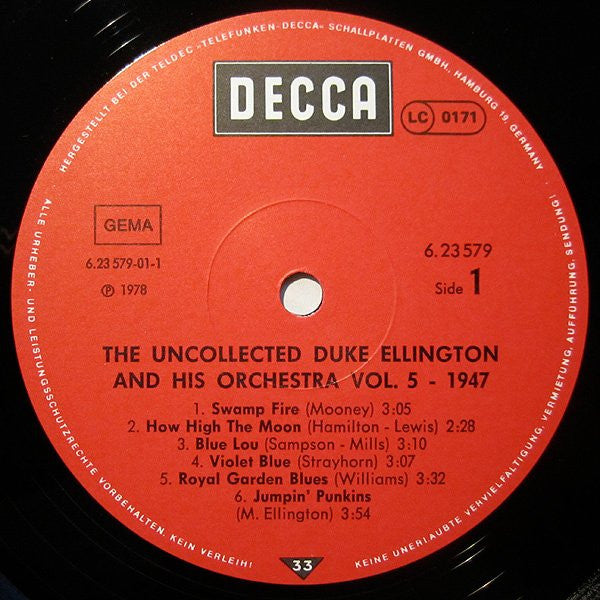 HERGESTELLT BEI DER TELDEC »TELEFUNKEN-DECCA« SCHALLPLATTEN GMBH, HAMBURG 19, GERMANY
DECCA
LC 0171
GEMA
6.23 579-01-1
Ⓟ 1978
6.23 579
Side 1
THE UNCOLLECTED DUKE ELLINGTON
AND HIS ORCHESTRA VOL. 5 - 1947
1. Swamp Fire (Mooney) 3:05
2. How High The Moon (Hamilton - Lewis) 2:28
3. Blue Lou (Sampson - Mills) 3:10
4. Violet Blue (Strayhorn) 3:07
5. Royal Garden Blues (Williams) 3:32
6. Jumpin' Punkins
(M. Ellington) 3:54
33
ALLE URHEBER- UND LEISTUNGSSCHUTZRECHTE VORBEHALTEN. KEIN VERLEIH!
KEINE UNERLAUBTE VERVIELFALTIGUNG, VERMIETUNG, AUFFÜHRUNG, SENDUNG!